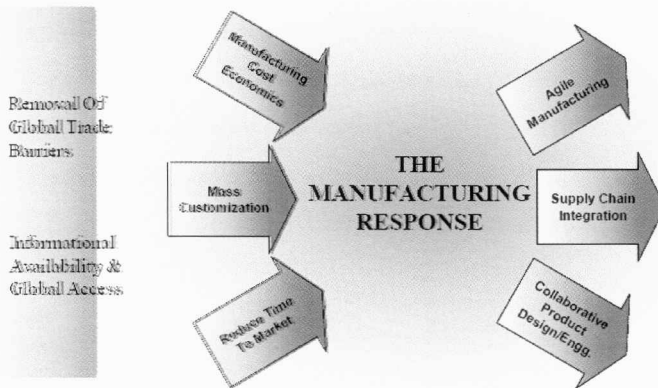 Removal Of
Global Trade
Barriers
Informational
Availability &
Global Access
Manufacturing
Cost
Economics
Mass
Customization
Reduce Time
To Market
THE
MANUFACTURING
RESPONSE
Agile
Manufacturing
Supply Chain
Integration
Collaborative
Product
Design/Engg.